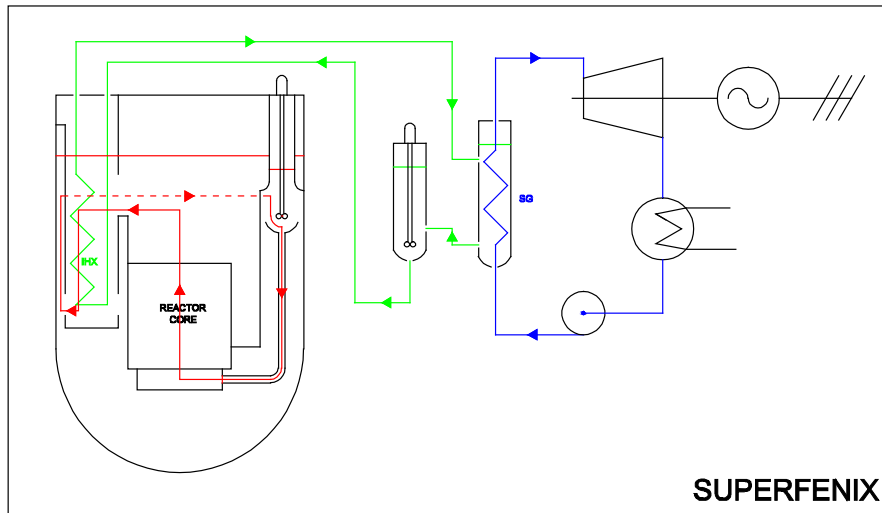 SG
IHX
REACTOR
CORE
SUPERFENIX